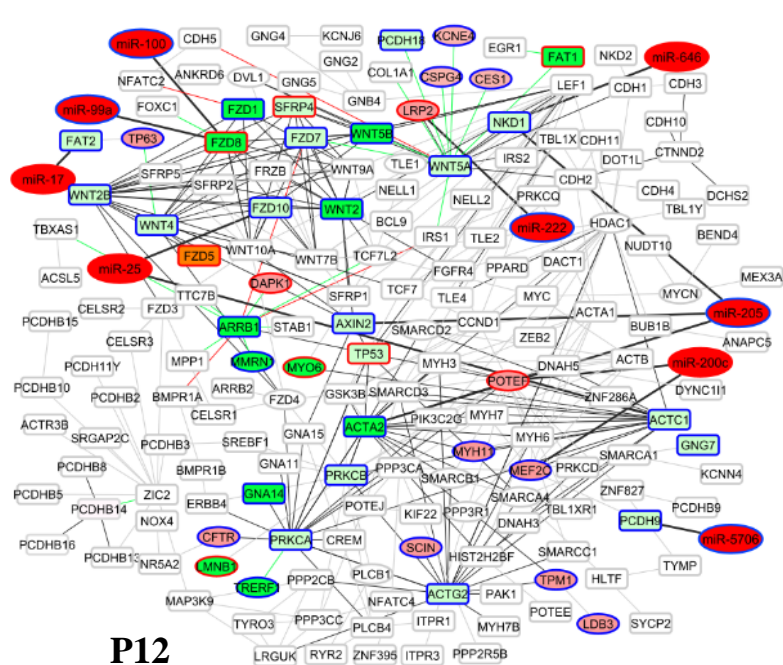 miR-100
CDH5
GNG4
KCNJ6
PCDH18
KCNE4
EGR1
FAT1
NKD2
miR-646
NFATC2
ANKRD6
DVL1
GNG2
GNG5
COL1A1
CSPG4
CES1
LEF1
CDH1
CDH3
miR-99a
FOXC1
FZD1
SFRP4
GNB4
LRP2
NKD1
TBL1X
CDH11
CDH10
FAT2
TP63
FZD8
FZD7
WNT5B
TLE1
WNT5A
IRS2
DOT1L
CTNND2
miR-17
SFRP5
FRZB
WNT9A
CDH2
WNT2B
SFRP2
NELL1
NELL2
PRKCQ
CDH4
TBL1Y
DCHS2
WNT4
FZD10
WNT2
BCL9
IRS1
TLE2
miR-222
HDAC1
BEND4
TBXAS1
FZD5
WNT10A
WNT7B
TCF7L2
NUDT10
miR-25
DAPK1
FGFR4
PPARD
DACT1
MEX3A
ACSL5
TTC7B
SFRP1
TCF7
TLE4
MYC
MYCN
CELSR2
FZD3
PCDHB15
ARRB1
STAB1
AXIN2
SMARCD2
CCND1
ACTA1
miR-205
CELSR3
BUB1B
ANAPC5
MPP1
MMRN1
MYO6
TP53
MYH3
ZEB2
DNAH5
ACTB
miR-200c
PCDH11Y
PCDHB10
PCDHB2
BMPR1A
ARRB2
FZD4
GSK3B
SMARCD3
POTEF
ZNF286A
DYNC1I1
ACTR3B
CELSR1
PIK3C2G
MYH7
ACTC1
SRGAP2C
PCDHB3
SREBF1
GNA15
ACTA2
MYH11
MYH6
SMARCA1
GNG7
PCDHB8
BMPR1B
GNA11
PRKCB
PPP3CA
SMARCB1
MEF2C
PRKCD
KCNN4
PCDHB5
ZIC2
ERBB4
GNA14
POTEJ
SMARCA4
ZNF827
PCDHB9
PCDHB14
NOX4
KIF22
PPP3R1
TBL1XR1
PCDH9
PCDHB16
PCDHB13
NR5A2
CFTR
PRKCA
CREM
SCIN
DNAH3
miR-5706
HIST2H2BF
SMARCC1
LMNB1
TRERF1
PPP2CB
PLCB1
TYMP
MAP3K9
NFATC4
ACTG2
PAK1
TPM1
HLTF
TYRO3
PPP3CC
PLCB4
ITPR1
MYH7B
POTEE
LDB3
SYCP2
LRGUK
RYR2
ZNF395
ITPR3
PPP2R5B
P12